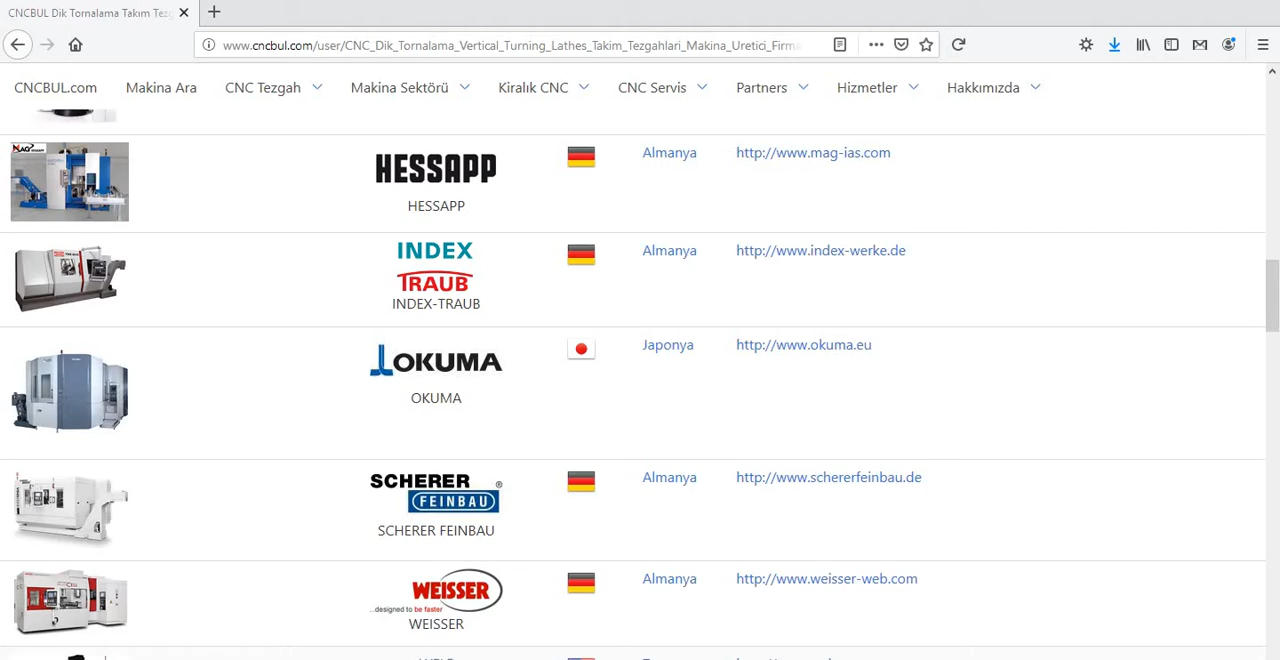 CNCBUL Dik Tornalama Takım Tez
www.cncbul.com/user/CNC_Dik_Tornalama_Vertical_Turning_Lathes_Takim_Tezgahlari_Makina_Uretici_Firma
CNCBUL.com Makina Ara CNC Tezgah Makina Sektörü Kiralık CNC CNC Servis Partners Hizmetler Hakkımızda
MAG HESSAPP Almanya http://www.mag-ias.com
HESSAPP
INDEX Almanya http://www.index-werke.de
TRAUB
INDEX-TRAUB
OKUMA Japonya http://www.okuma.eu
OKUMA
SCHERER Almanya http://www.schererfeinbau.de
FEINBAU
SCHERER FEINBAU
WEISSER Almanya http://www.weisser-web.com
...designed to be faster
WEISSER